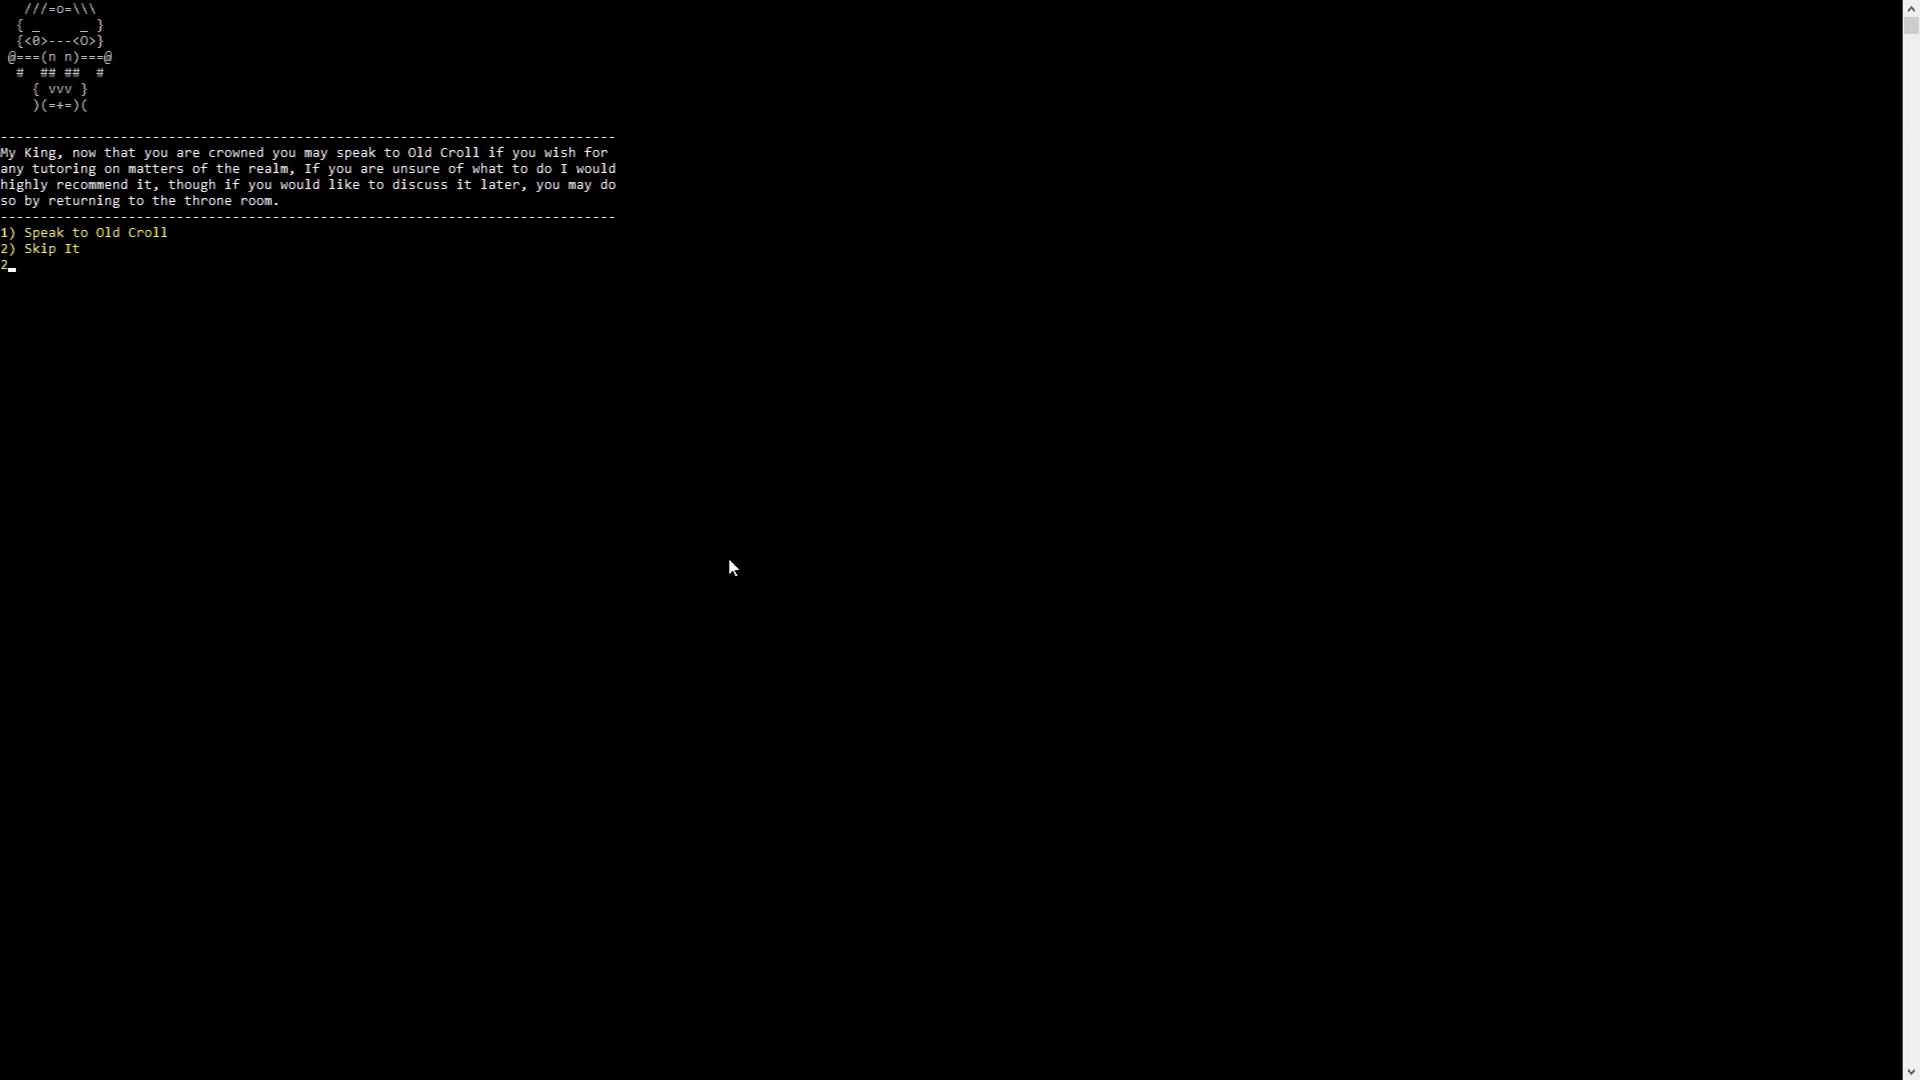 ///=o=\\\
{ _     _ }
{<0>---<O>}
@===(n n)===@
#  ## ##  #
{ vvv }
)(=+=)(
-----------------------------------------------------------------------------
My King, now that you are crowned you may speak to Old Croll if you wish for
any tutoring on matters of the realm, If you are unsure of what to do I would
highly recommend it, though if you would like to discuss it later, you may do
so by returning to the throne room.
-----------------------------------------------------------------------------
1) Speak to Old Croll
2) Skip It
2